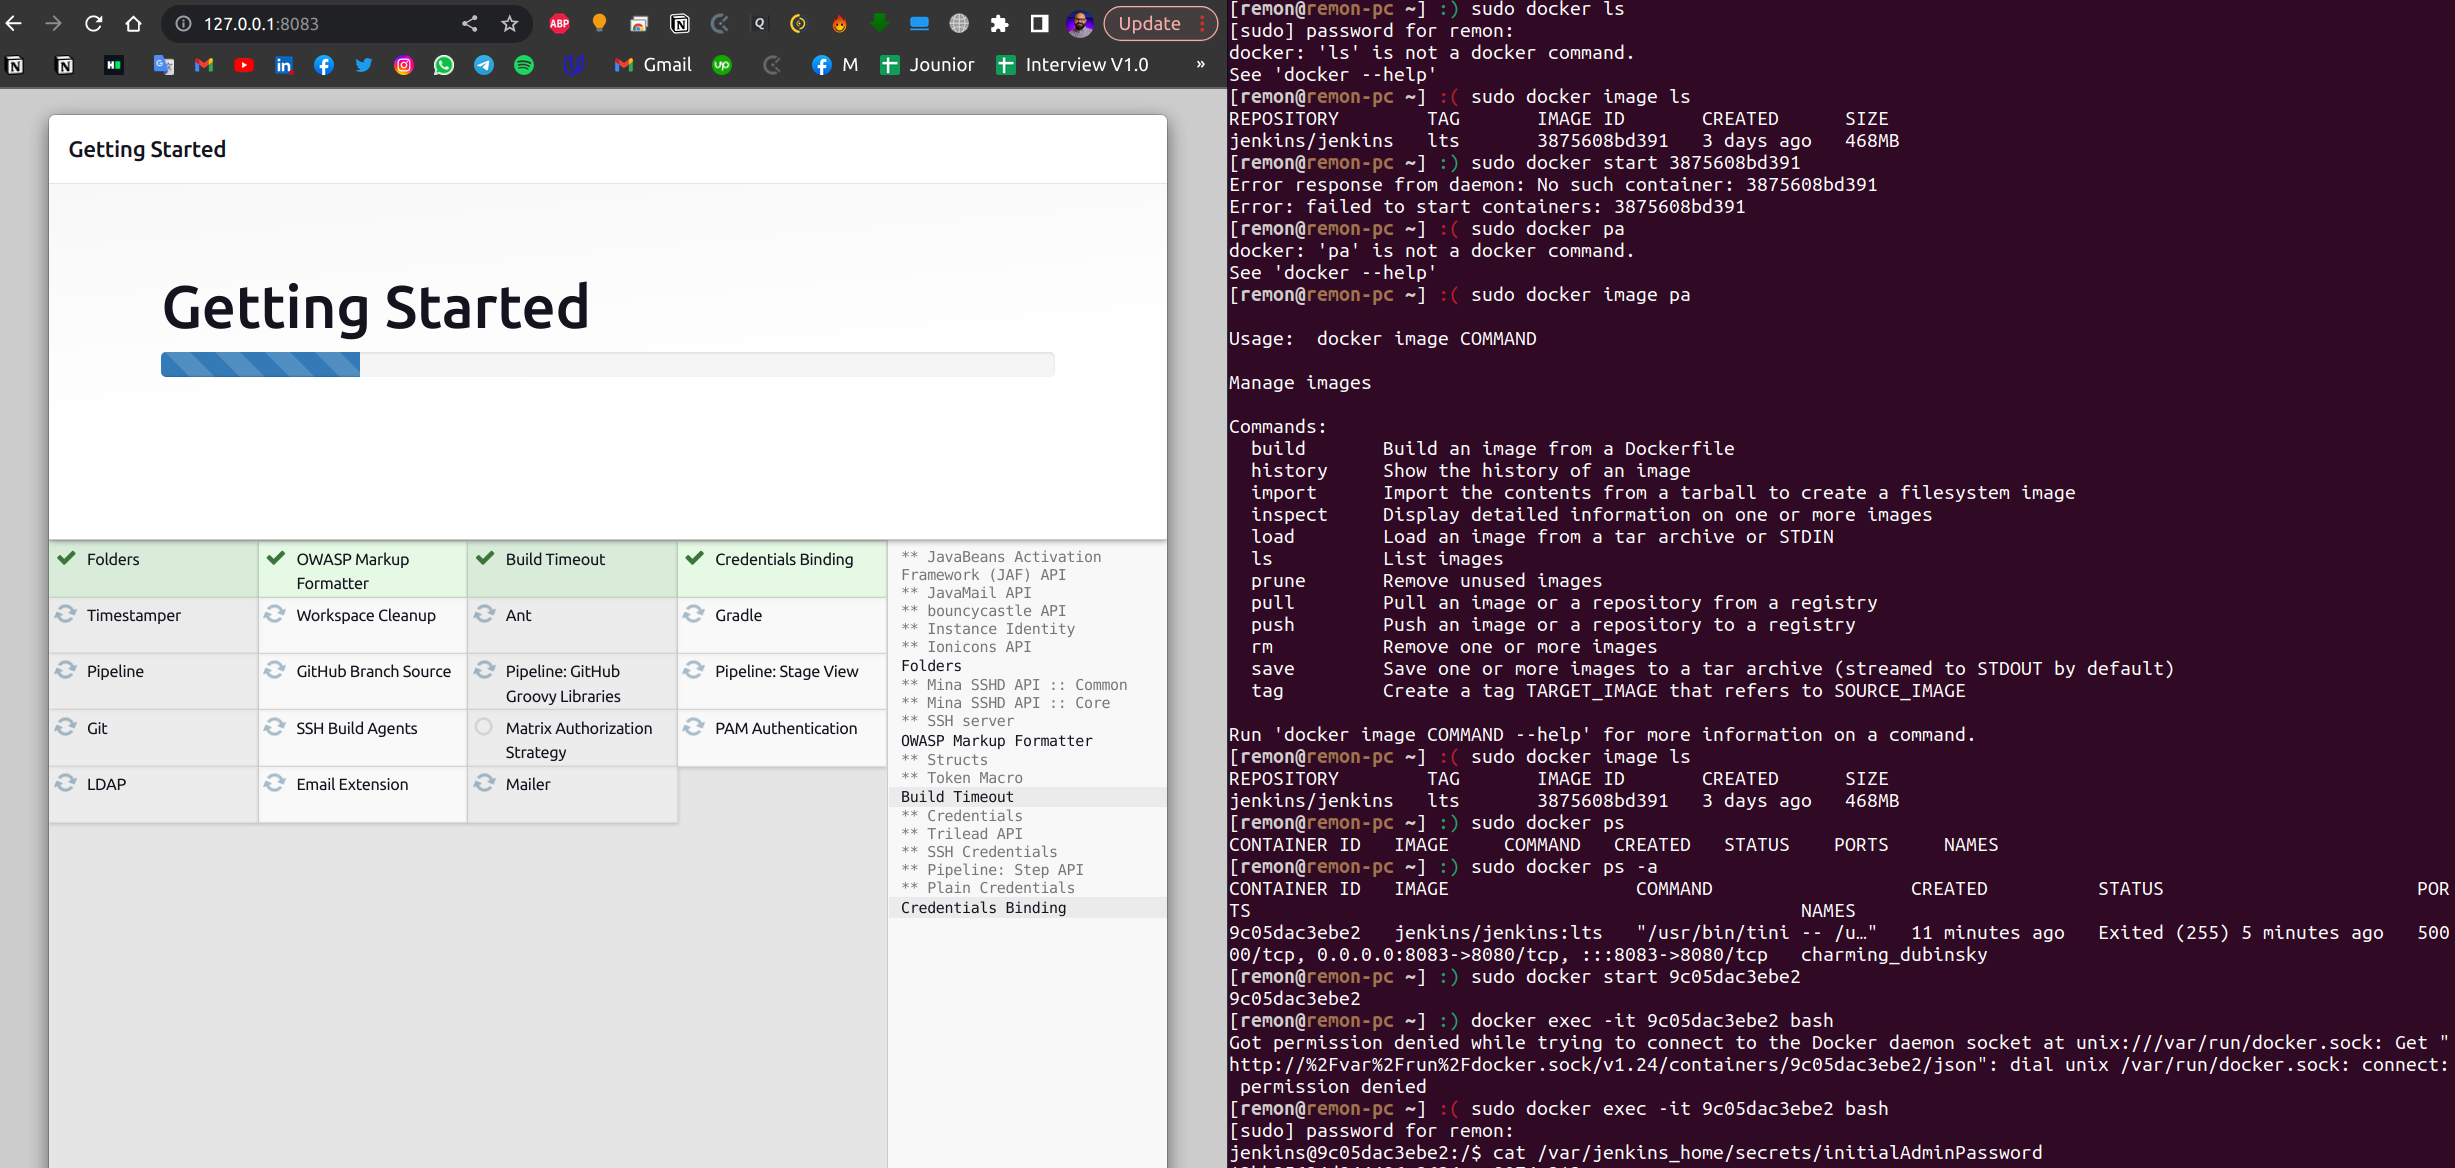 127.0.0.1:8083
ABP
Q
Update
Gmail
up
M
Jounior
Interview V1.0
»
Getting Started
Getting Started
Folders
OWASP Markup Formatter
Build Timeout
Credentials Binding
Timestamper
Workspace Cleanup
Ant
Gradle
Pipeline
GitHub Branch Source
Pipeline: GitHub Groovy Libraries
Pipeline: Stage View
Git
SSH Build Agents
Matrix Authorization Strategy
PAM Authentication
LDAP
Email Extension
Mailer
** JavaBeans Activation
Framework (JAF) API
** JavaMail API
** bouncycastle API
** Instance Identity
** Ionicons API
Folders
** Mina SSHD API :: Common
** Mina SSHD API :: Core
** SSH server
OWASP Markup Formatter
** Structs
** Token Macro
Build Timeout
** Credentials
** Trilead API
** SSH Credentials
** Pipeline: Step API
** Plain Credentials
Credentials Binding
[remon@remon-pc ~] :) sudo docker ls
[sudo] password for remon:
docker: 'ls' is not a docker command.
See 'docker --help'
[remon@remon-pc ~] :( sudo docker image ls
REPOSITORY        TAG       IMAGE ID       CREATED      SIZE
jenkins/jenkins   lts       3875608bd391   3 days ago   468MB
[remon@remon-pc ~] :) sudo docker start 3875608bd391
Error response from daemon: No such container: 3875608bd391
Error: failed to start containers: 3875608bd391
[remon@remon-pc ~] :( sudo docker pa
docker: 'pa' is not a docker command.
See 'docker --help'
[remon@remon-pc ~] :( sudo docker image pa
Usage:  docker image COMMAND
Manage images
Commands:
  build       Build an image from a Dockerfile
  history     Show the history of an image
  import      Import the contents from a tarball to create a filesystem image
  inspect     Display detailed information on one or more images
  load        Load an image from a tar archive or STDIN
  ls          List images
  prune       Remove unused images
  pull        Pull an image or a repository from a registry
  push        Push an image or a repository to a registry
  rm          Remove one or more images
  save        Save one or more images to a tar archive (streamed to STDOUT by default)
  tag         Create a tag TARGET_IMAGE that refers to SOURCE_IMAGE
Run 'docker image COMMAND --help' for more information on a command.
[remon@remon-pc ~] :( sudo docker image ls
REPOSITORY        TAG       IMAGE ID       CREATED      SIZE
jenkins/jenkins   lts       3875608bd391   3 days ago   468MB
[remon@remon-pc ~] :) sudo docker ps
CONTAINER ID   IMAGE     COMMAND   CREATED   STATUS    PORTS     NAMES
[remon@remon-pc ~] :) sudo docker ps -a
CONTAINER ID   IMAGE                 COMMAND                  CREATED          STATUS                       POR
TS                                                  NAMES
9c05dac3ebe2   jenkins/jenkins:lts   "/usr/bin/tini -- /u…"   11 minutes ago   Exited (255) 5 minutes ago   500
00/tcp, 0.0.0.0:8083->8080/tcp, :::8083->8080/tcp   charming_dubinsky
[remon@remon-pc ~] :) sudo docker start 9c05dac3ebe2
9c05dac3ebe2
[remon@remon-pc ~] :) docker exec -it 9c05dac3ebe2 bash
Got permission denied while trying to connect to the Docker daemon socket at unix:///var/run/docker.sock: Get "
http://%2Fvar%2Frun%2Fdocker.sock/v1.24/containers/9c05dac3ebe2/json": dial unix /var/run/docker.sock: connect:
 permission denied
[remon@remon-pc ~] :( sudo docker exec -it 9c05dac3ebe2 bash
[sudo] password for remon:
jenkins@9c05dac3ebe2:/$ cat /var/jenkins_home/secrets/initialAdminPassword